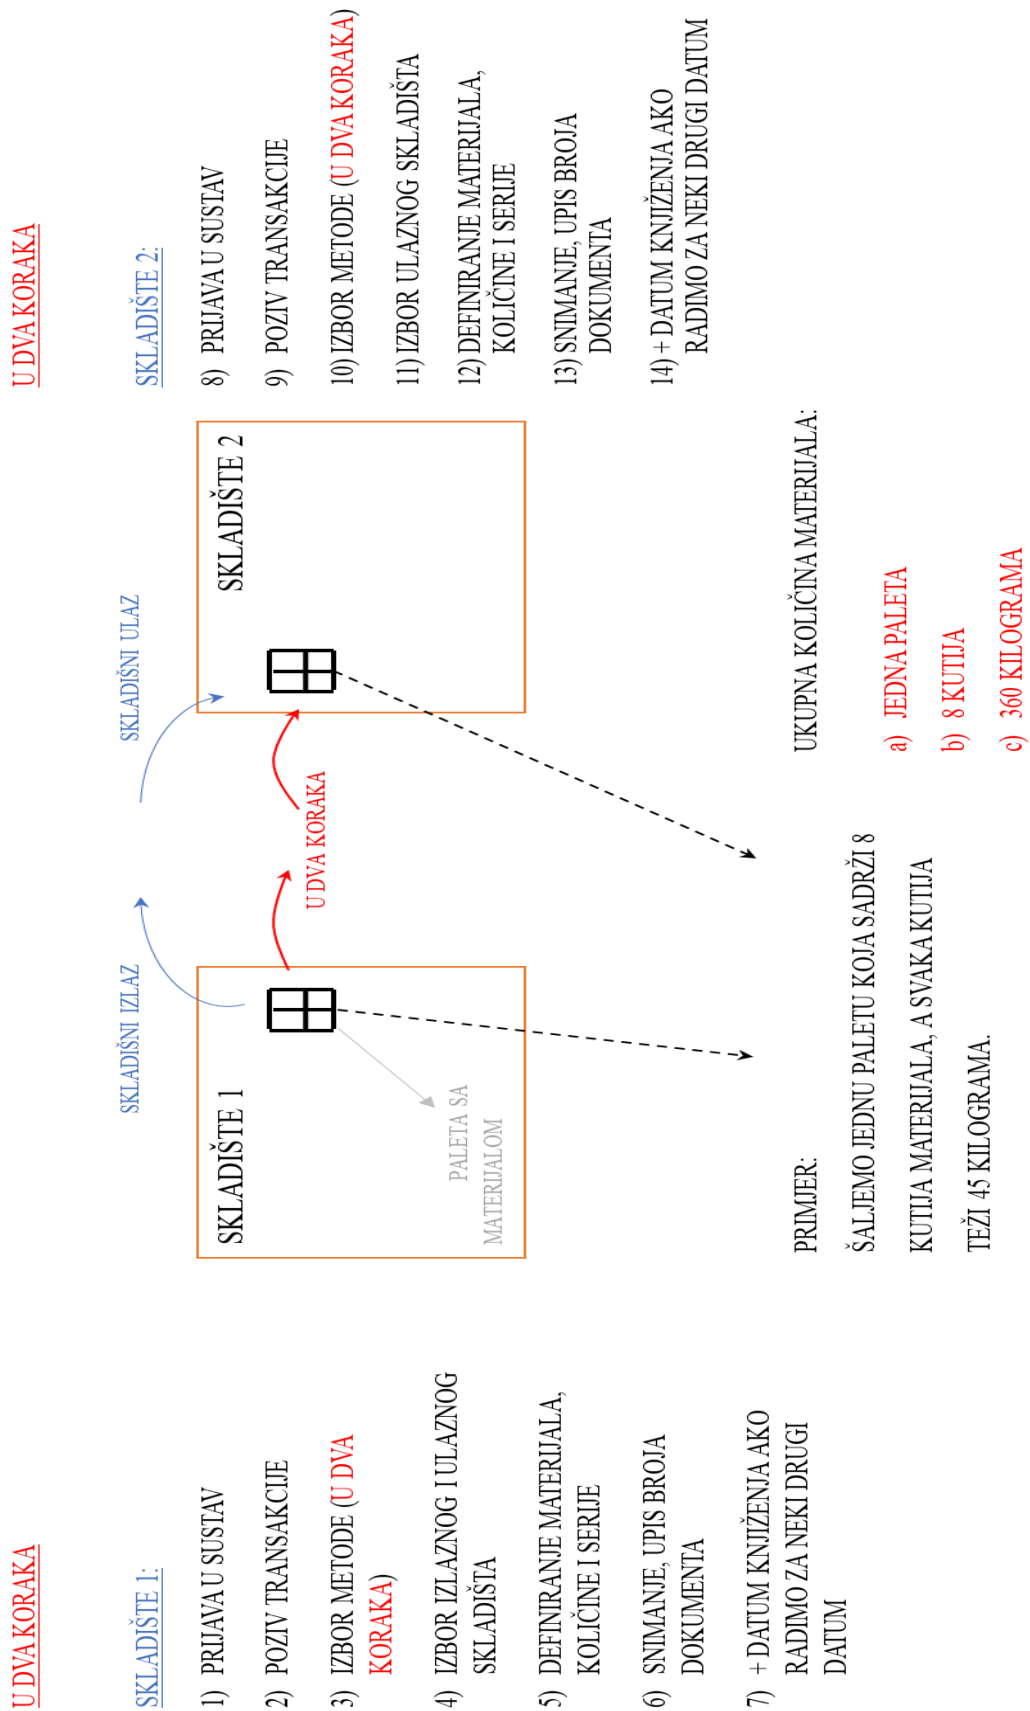 U DVA KORAKA
SKLADIŠTE 1:
1) PRIJAVA U SUSTAV
2) POZIV TRANSAKCIJE
3) IZBOR METODE (U DVA
KORAKA)
4) IZBOR IZLAZNOG I ULAZNOG
SKLADIŠTA
5) DEFINIRANJE MATERIJALA,
KOLIČINE I SERIJE
6) SNIMANJE, UPIS BROJA
DOKUMENTA
7) + DATUM KNJIŽENJA AKO
RADIMO ZA NEKI DRUGI
DATUM
SKLADIŠNI IZLAZ
SKLADIŠNI ULAZ
SKLADIŠTE 1
PALETA SA
MATERIJALOM
U DVA KORAKA
SKLADIŠTE 2
PRIMJER:
ŠALJEMO JEDNU PALETU KOJA SADRŽI 8
KUTIJA MATERIJALA, A SVAKA KUTIJA
TEŽI 45 KILOGRAMA.
UKUPNA KOLIČINA MATERIJALA:
a) JEDNA PALETA
b) 8 KUTIJA
c) 360 KILOGRAMA
U DVA KORAKA
SKLADIŠTE 2:
8) PRIJAVA U SUSTAV
9) POZIV TRANSAKCIJE
10) IZBOR METODE (U DVA KORAKA)
11) IZBOR ULAZNOG SKLADIŠTA
12) DEFINIRANJE MATERIJALA,
KOLIČINE I SERIJE
13) SNIMANJE, UPIS BROJA
DOKUMENTA
14) + DATUM KNJIŽENJA AKO
RADIMO ZA NEKI DRUGI DATUM